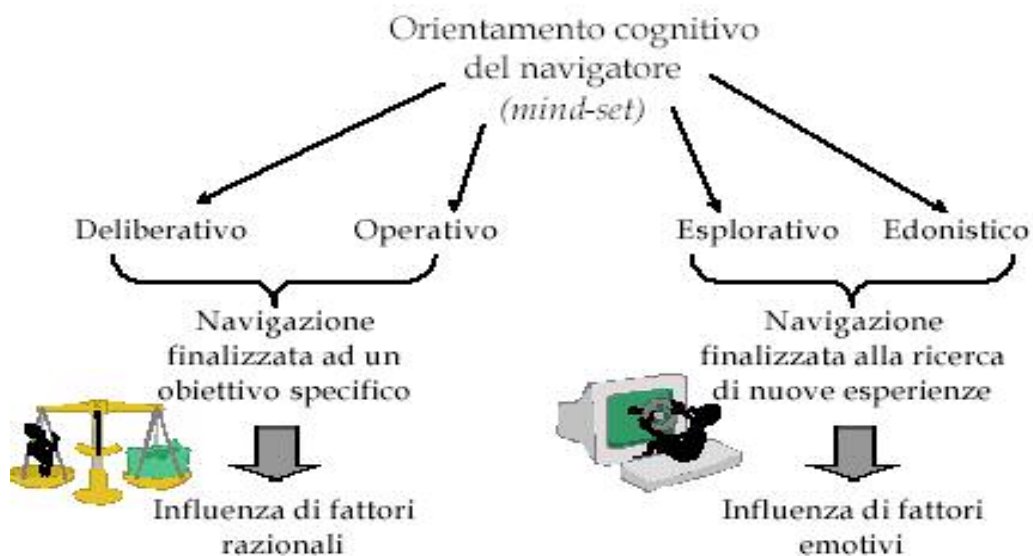 Orientamento cognitivo
del navigatore
(mind-set)
Deliberativo
Operativo
Esplorativo
Edonistico
Navigazione
finalizzata ad un
obiettivo specifico
Navigazione
finalizzata alla ricerca
di nuove esperienze
Influenza di fattori
razionali
Influenza di fattori
emotivi